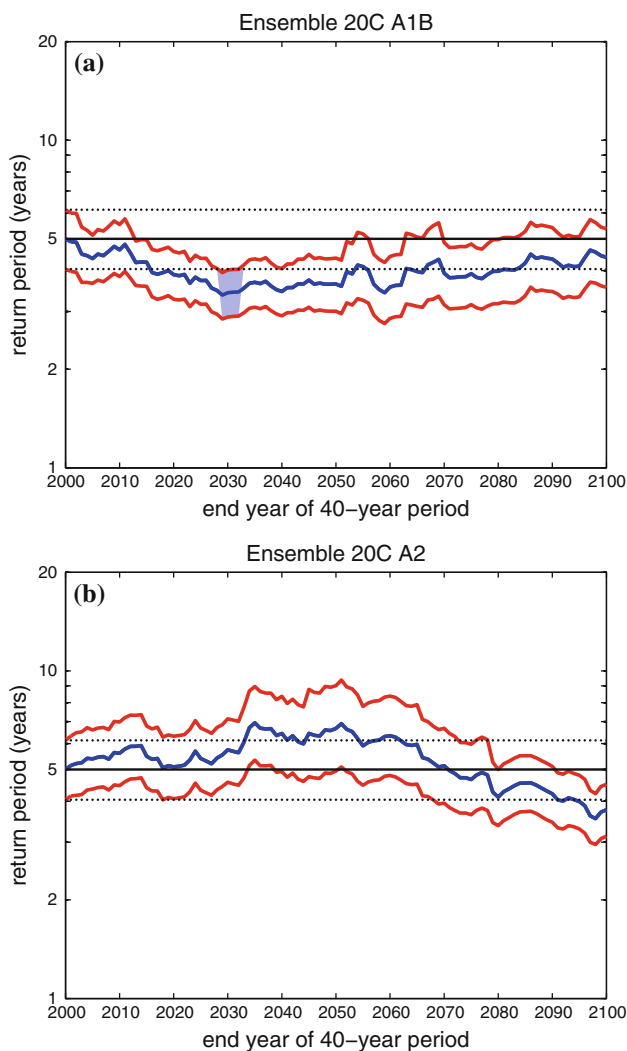 Ensemble 20C A1B
(a)
20
10
5
2
1
return period (years)
2000 2010 2020 2030 2040 2050 2060 2070 2080 2090 2100
end year of 40−year period
Ensemble 20C A2
(b)
20
10
5
2
1
return period (years)
2000 2010 2020 2030 2040 2050 2060 2070 2080 2090 2100
end year of 40−year period